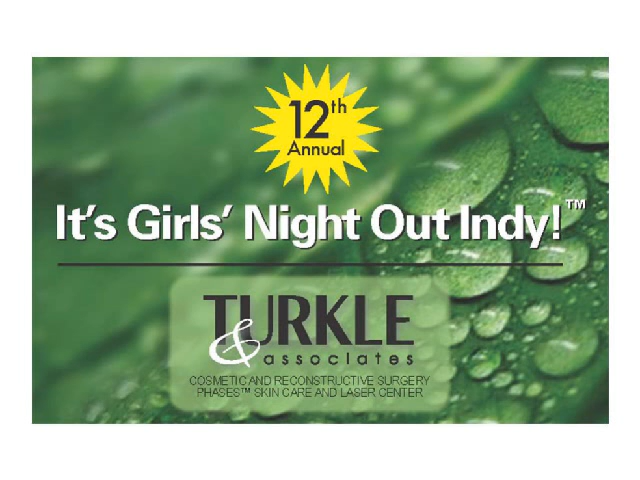 12th
Annual
It's Girls' Night Out Indy!™
TURKLE
& associates
COSMETIC AND RECONSTRUCTIVE SURGERY
PHASES™ SKIN CARE AND LASER CENTER